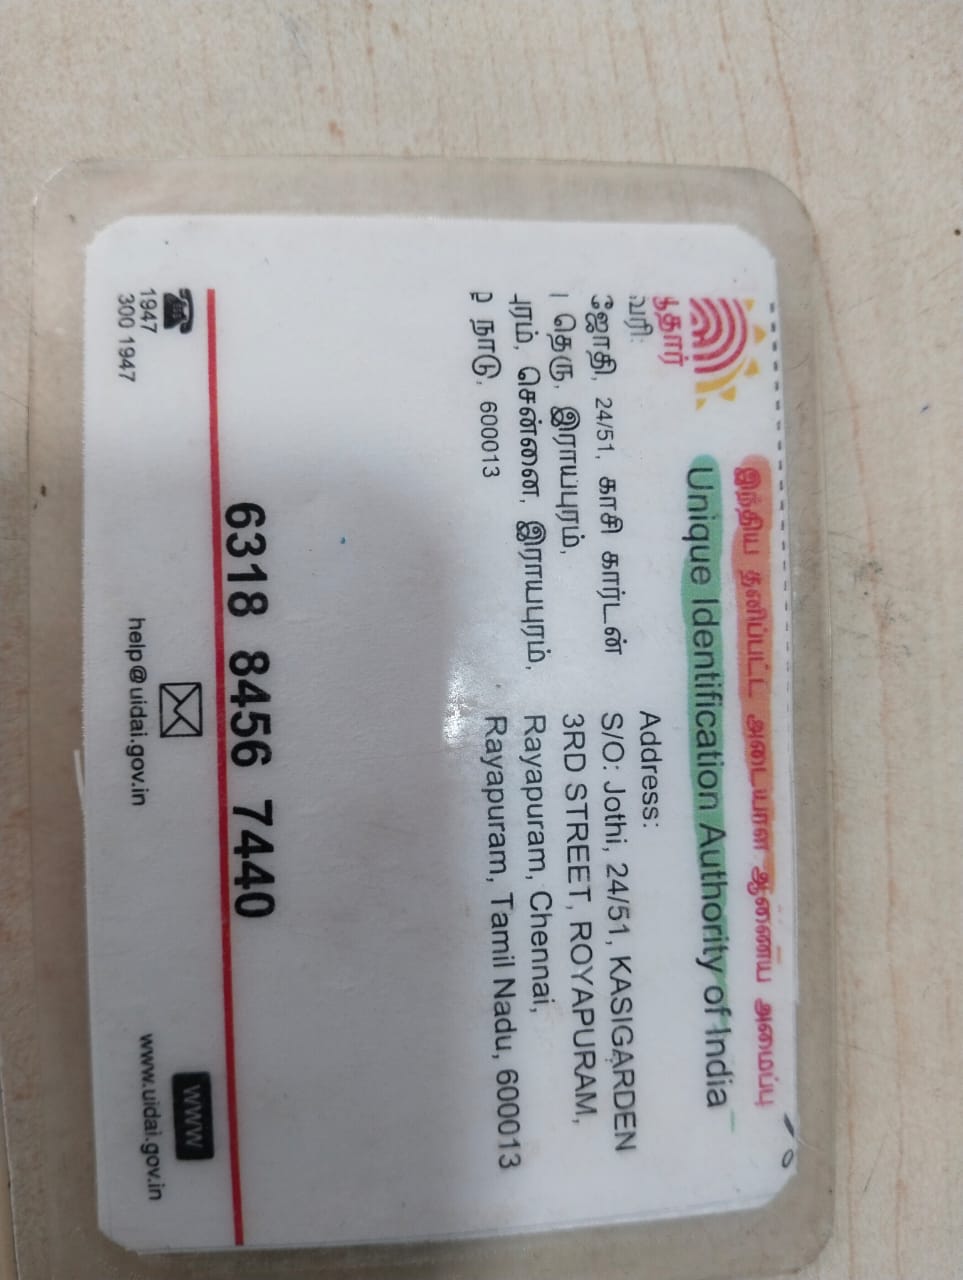 இந்திய தனிப்பட்ட அடையாள ஆணைய அமைப்பு
Unique Identification Authority of India
ஜோதி, 24/51, காசி கார்டன்
தெரு, இராயபுரம்,
சென்னை, இராயபுரம்,
நாடு, 600013
Address:
S/O: Jothi, 24/51, KASIGARDEN
3RD STREET, ROYAPURAM,
Rayapuram, Chennai,
Rayapuram, Tamil Nadu, 600013
6318 8456 7440
1947
300 1947
help@uidai.gov.in
www
www.uidai.gov.in